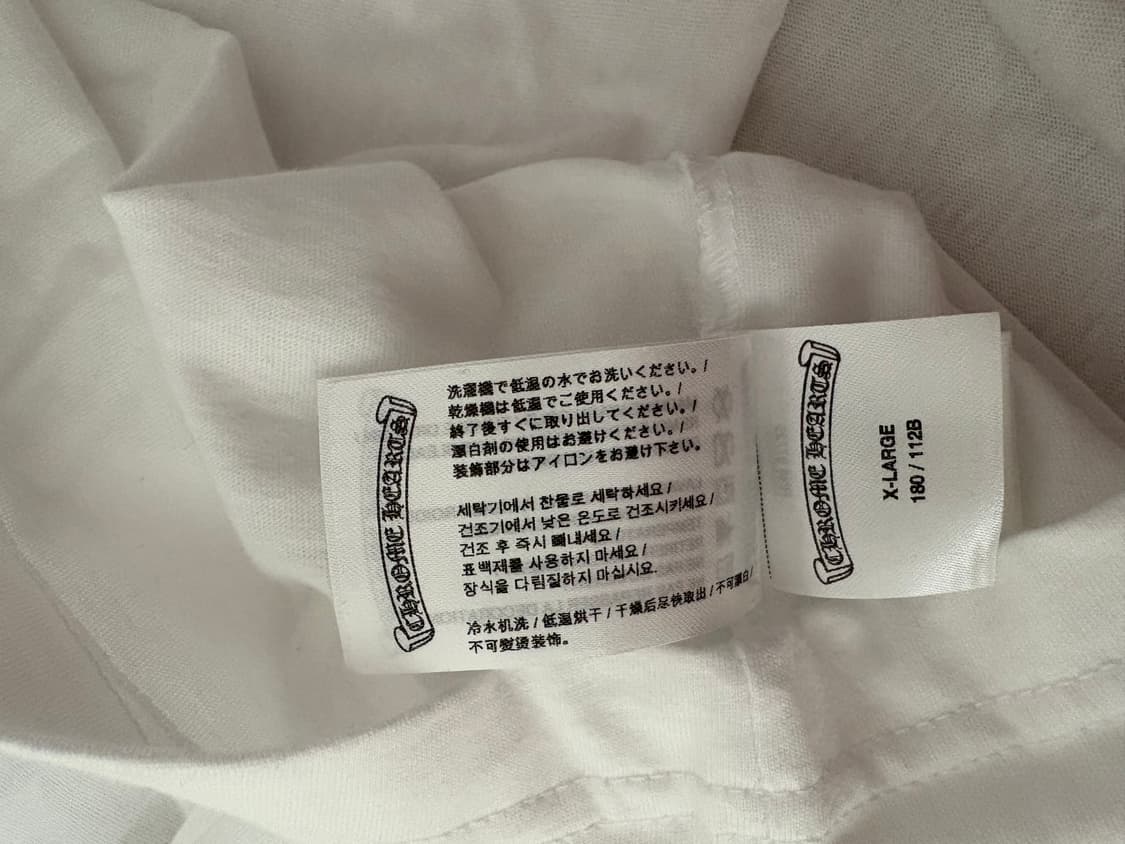 CHROME HEARTS
洗濯機で低温の水でお洗いください。/
乾燥機は低温でご使用ください。/
終了後すぐに取り出してください。/
漂白剤の使用はお避けください。/
装飾部分はアイロンをお避け下さい。
세탁기에서 찬물로 세탁하세요 /
건조기에서 낮은 온도로 건조시키세요 /
건조 후 즉시 빼내세요 /
표백제를 사용하지 마세요 /
장식을 다림질하지 마십시오.
冷水机洗 / 低温烘干 / 干燥后尽快取出 / 不可漂白 /
不可熨烫装饰。
CHROME HEARTS
X-LARGE
180 / 112B